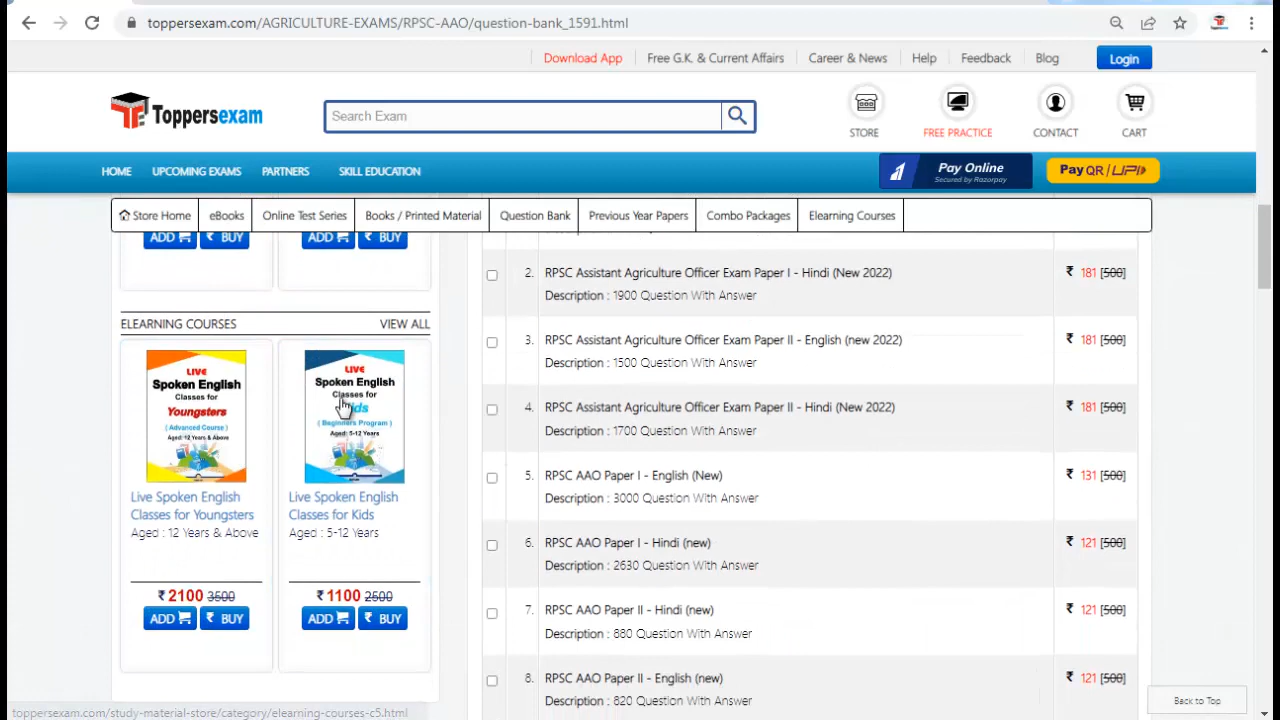 toppersexam.com/AGRICULTURE-EXAMS/RPSC-AAO/question-bank_1591.html
Download App
Free G.K. & Current Affairs
Career & News
Help
Feedback
Blog
Login
Toppersexam
Search Exam
STORE
FREE PRACTICE
CONTACT
CART
HOME
UPCOMING EXAMS
PARTNERS
SKILL EDUCATION
Pay Online
Secured by Razorpay
Pay QR / UPI
Store Home
eBooks
Online Test Series
Books / Printed Material
Question Bank
Previous Year Papers
Combo Packages
Elearning Courses
ADD
₹ BUY
ADD
₹ BUY
ELEARNING COURSES
VIEW ALL
LIVE
Spoken English
Classes for
Youngsters
( Advanced Course )
Aged: 12 Years & Above
Live Spoken English
Classes for Youngsters
Aged : 12 Years & Above
₹ 2100 3500
ADD
₹ BUY
LIVE
Spoken English
Classes for
( Beginners Program )
Aged: 5-12 Years
Live Spoken English
Classes for Kids
Aged : 5-12 Years
₹ 1100 2500
ADD
₹ BUY
2. RPSC Assistant Agriculture Officer Exam Paper I - Hindi (New 2022) ₹ 181 [500]
Description : 1900 Question With Answer
3. RPSC Assistant Agriculture Officer Exam Paper II - English (new 2022) ₹ 181 [500]
Description : 1500 Question With Answer
4. RPSC Assistant Agriculture Officer Exam Paper II - Hindi (New 2022) ₹ 181 [500]
Description : 1700 Question With Answer
5. RPSC AAO Paper I - English (New) ₹ 131 [500]
Description : 3000 Question With Answer
6. RPSC AAO Paper I - Hindi (new) ₹ 121 [500]
Description : 2630 Question With Answer
7. RPSC AAO Paper II - Hindi (new) ₹ 121 [500]
Description : 880 Question With Answer
8. RPSC AAO Paper II - English (new) ₹ 121 [500]
Description : 820 Question With Answer
Back to Top
toppersexam.com/study-material-store/category/elearning-courses-c5.html